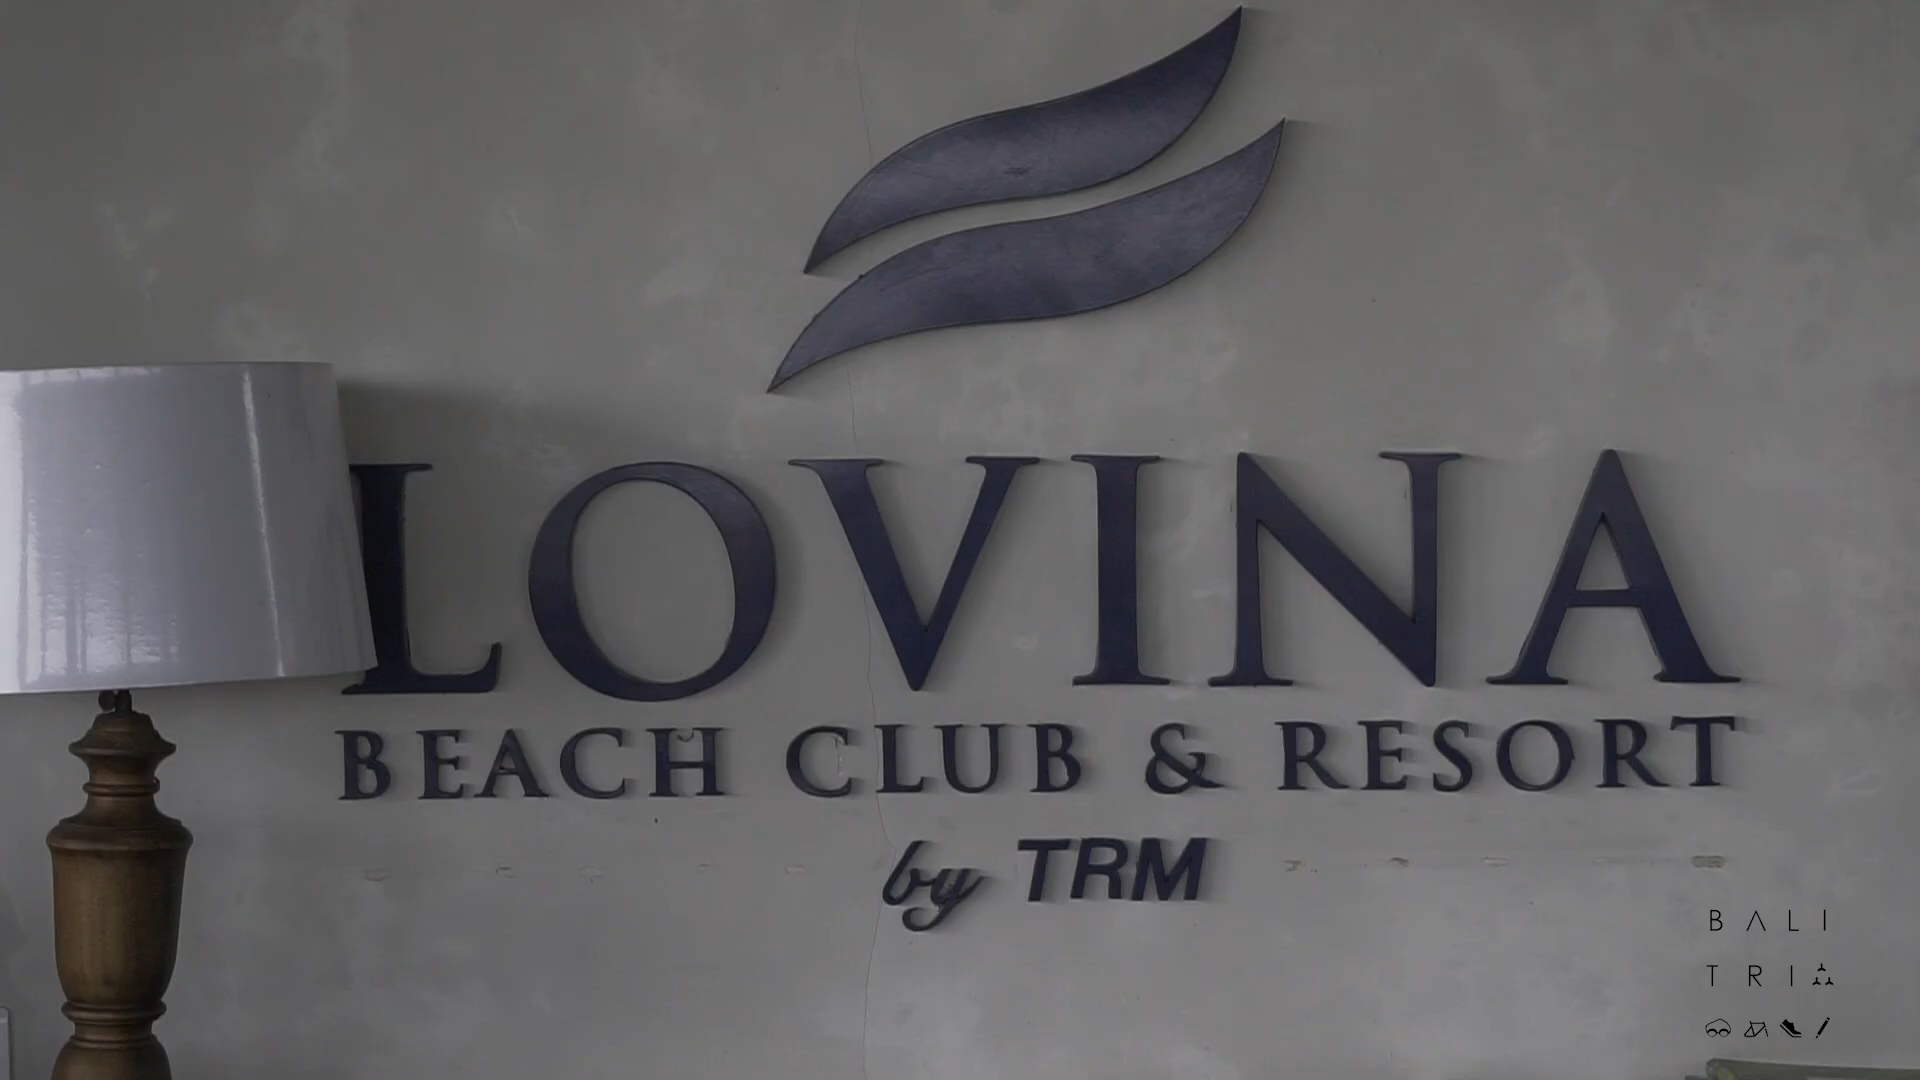 LOVINA
BEACH CLUB & RESORT
by TRM
BALI
TRI